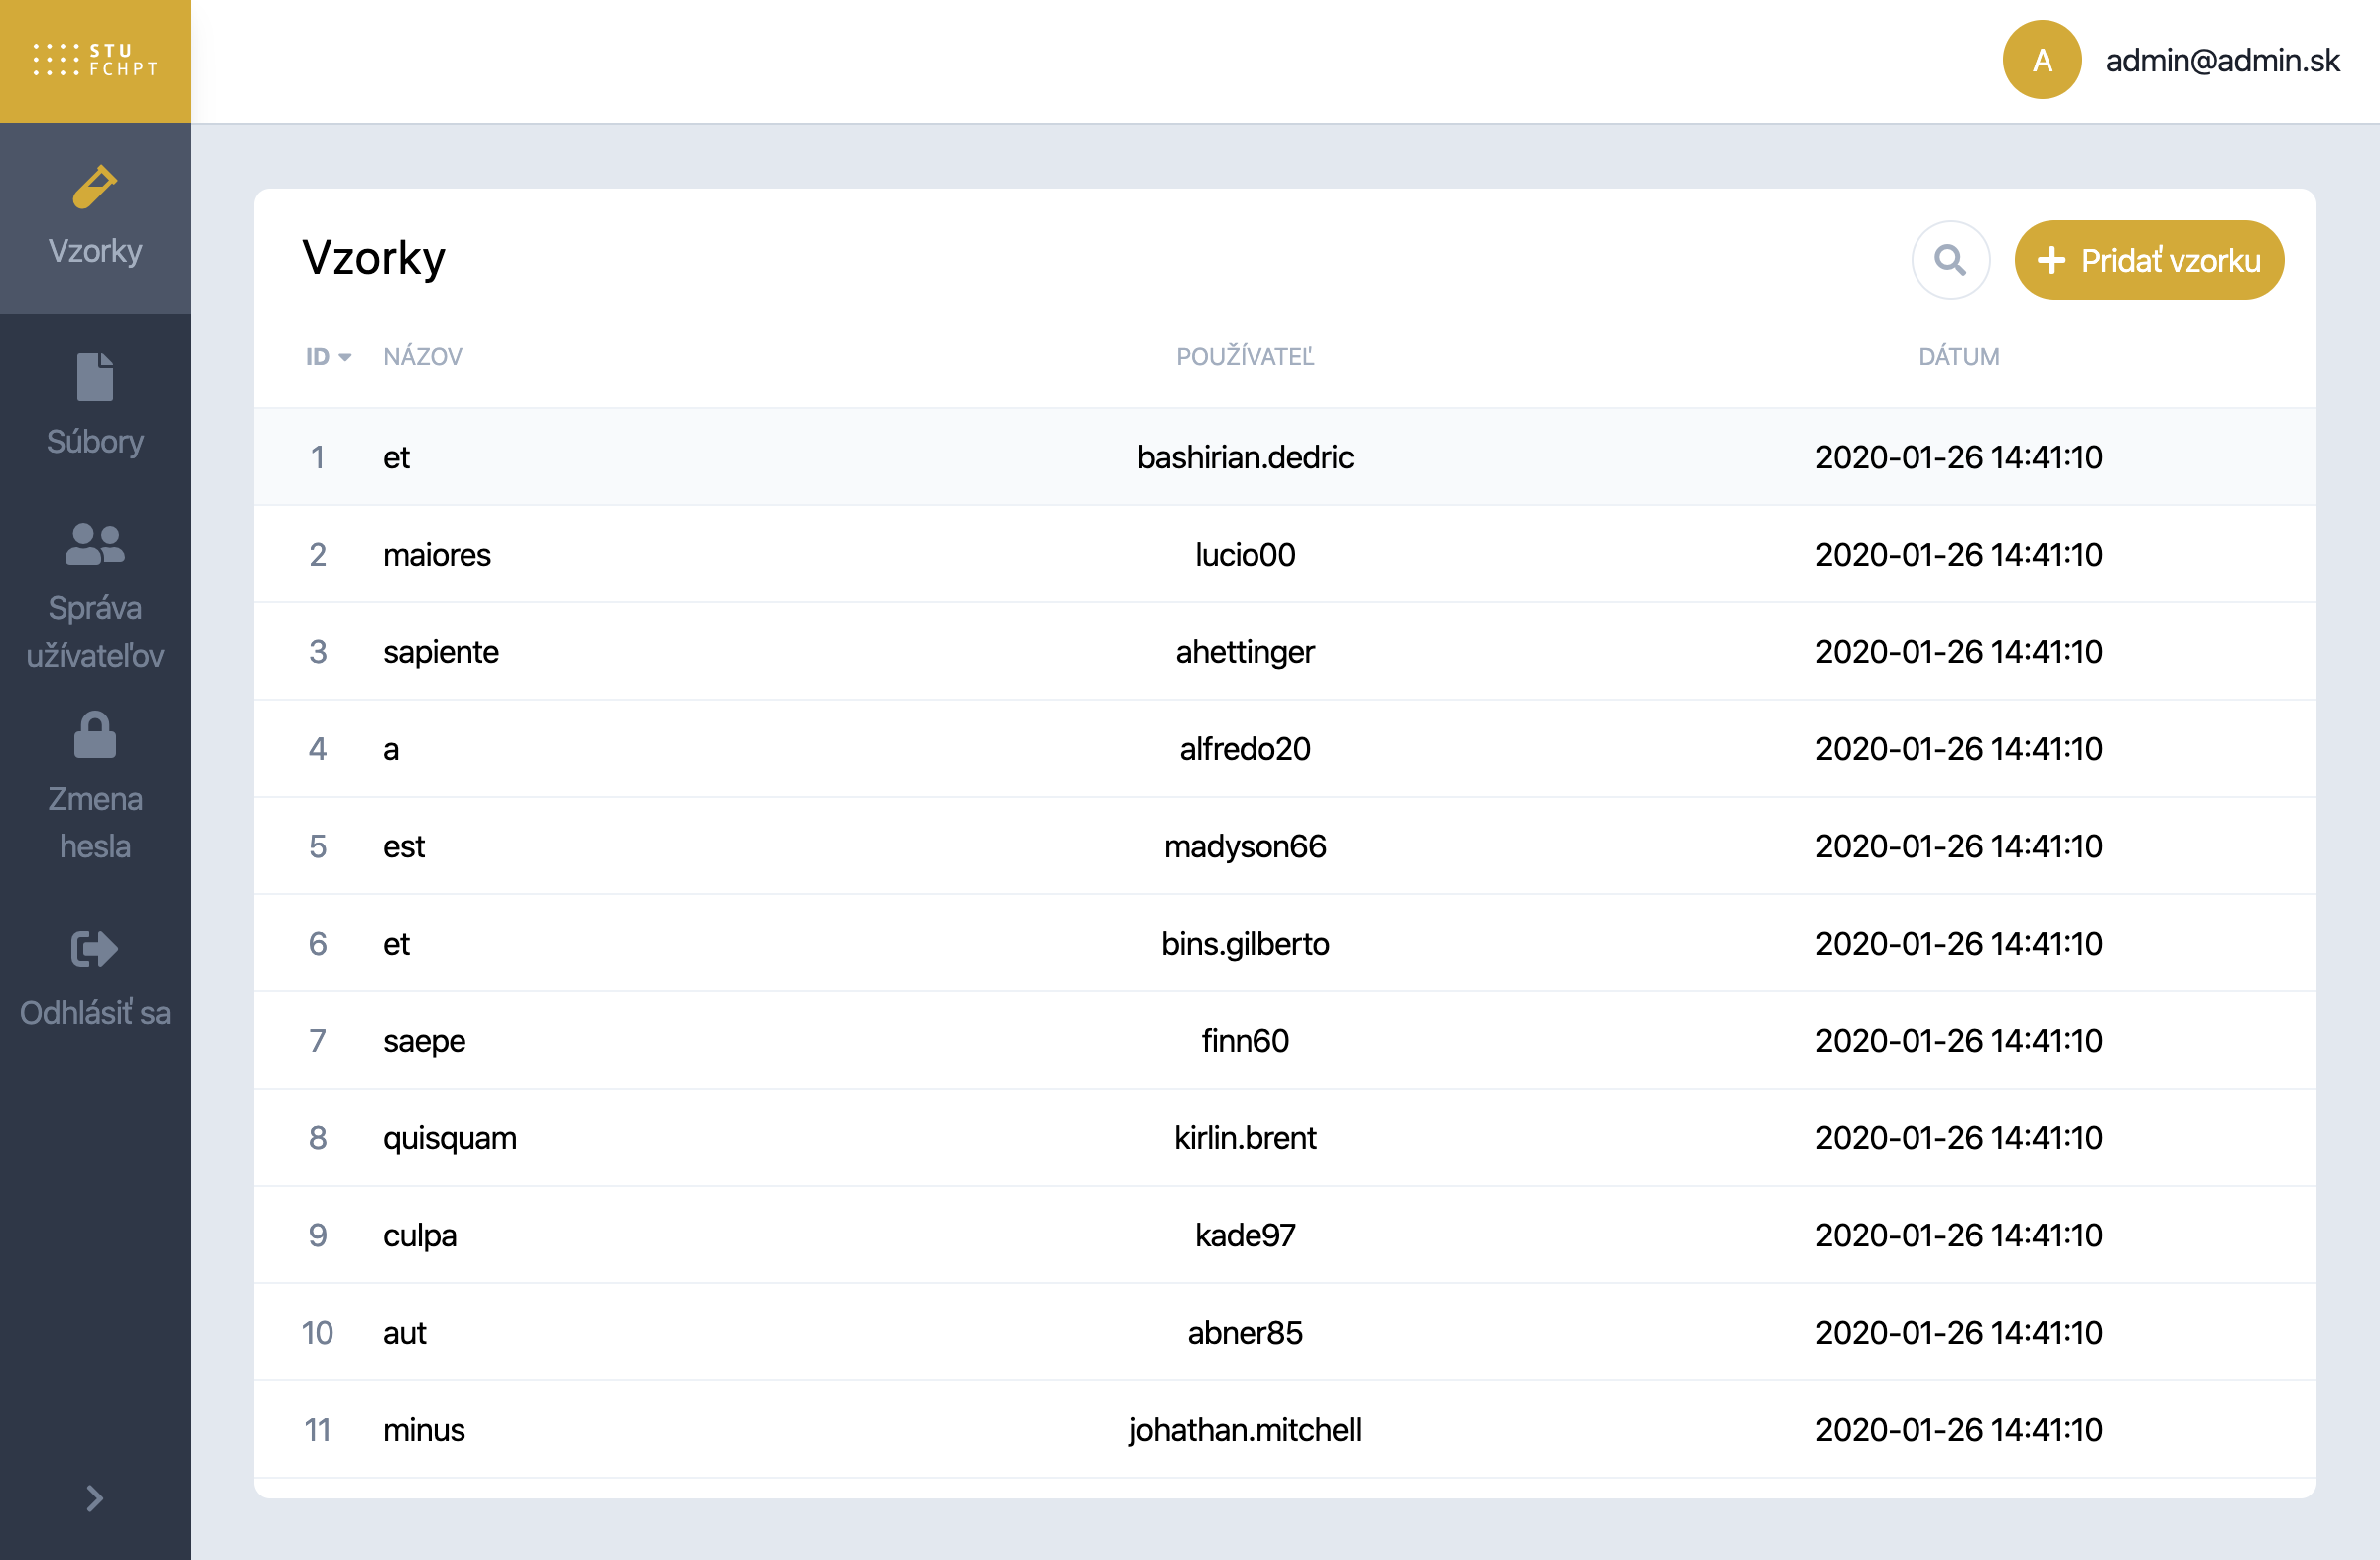 STU
FCHPT
A admin@admin.sk
Vzorky
Súbory
Správa
užívateľov
Zmena
hesla
Odhlásiť sa
Vzorky
Pridať vzorku
ID NÁZOV POUŽÍVATEĽ DÁTUM
1 et bashirian.dedric 2020-01-26 14:41:10
2 maiores lucio00 2020-01-26 14:41:10
3 sapiente ahettinger 2020-01-26 14:41:10
4 a alfredo20 2020-01-26 14:41:10
5 est madyson66 2020-01-26 14:41:10
6 et bins.gilberto 2020-01-26 14:41:10
7 saepe finn60 2020-01-26 14:41:10
8 quisquam kirlin.brent 2020-01-26 14:41:10
9 culpa kade97 2020-01-26 14:41:10
10 aut abner85 2020-01-26 14:41:10
11 minus johathan.mitchell 2020-01-26 14:41:10